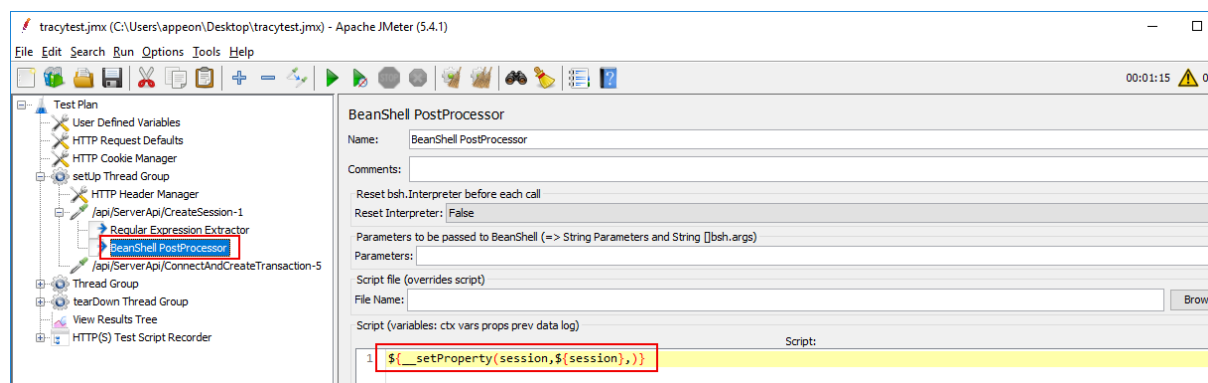 tracytest.jmx (C:\Users\appeon\Desktop\tracytest.jmx) - Apache JMeter (5.4.1)
File Edit Search Run Options Tools Help
00:01:15
Test Plan
User Defined Variables
HTTP Request Defaults
HTTP Cookie Manager
setUp Thread Group
HTTP Header Manager
/api/ServerApi/CreateSession-1
Regular Expression Extractor
BeanShell PostProcessor
/api/ServerApi/ConnectAndCreateTransaction-5
Thread Group
tearDown Thread Group
View Results Tree
HTTP(S) Test Script Recorder
BeanShell PostProcessor
Name: BeanShell PostProcessor
Comments:
Reset bsh.Interpreter before each call
Reset Interpreter: False
Parameters to be passed to BeanShell (=> String Parameters and String []bsh.args)
Parameters:
Script file (overrides script)
File Name: Brow
Script (variables: ctx vars props prev data log)
Script:
1 ${__setProperty(session,${session},)}